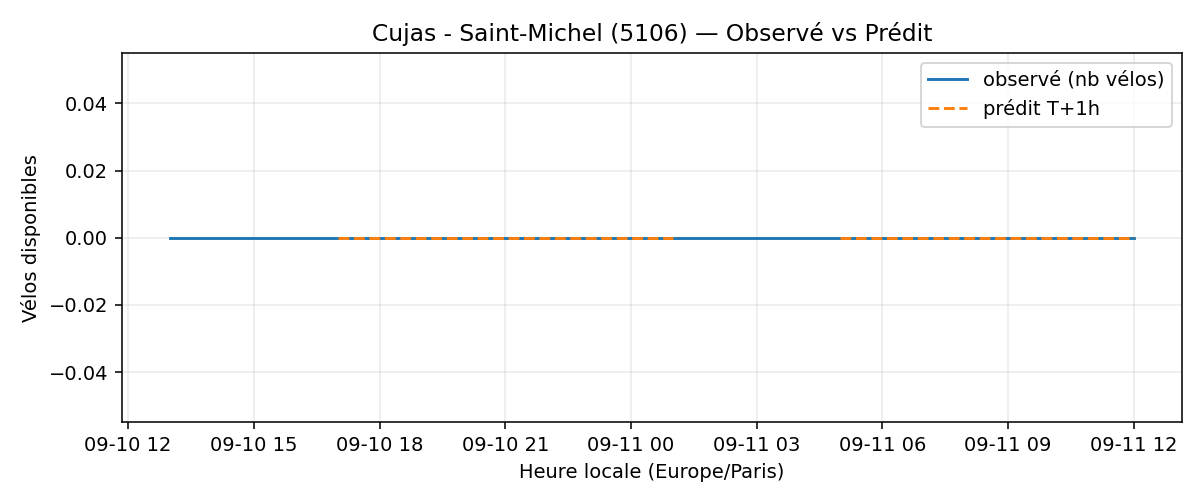 Cujas - Saint-Michel (5106) — Observé vs Prédit
observé (nb vélos)
prédit T+1h
Vélos disponibles
0.04
0.02
0.00
−0.02
−0.04
09-10 12 09-10 15 09-10 18 09-10 21 09-11 00 09-11 03 09-11 06 09-11 09 09-11 12
Heure locale (Europe/Paris)